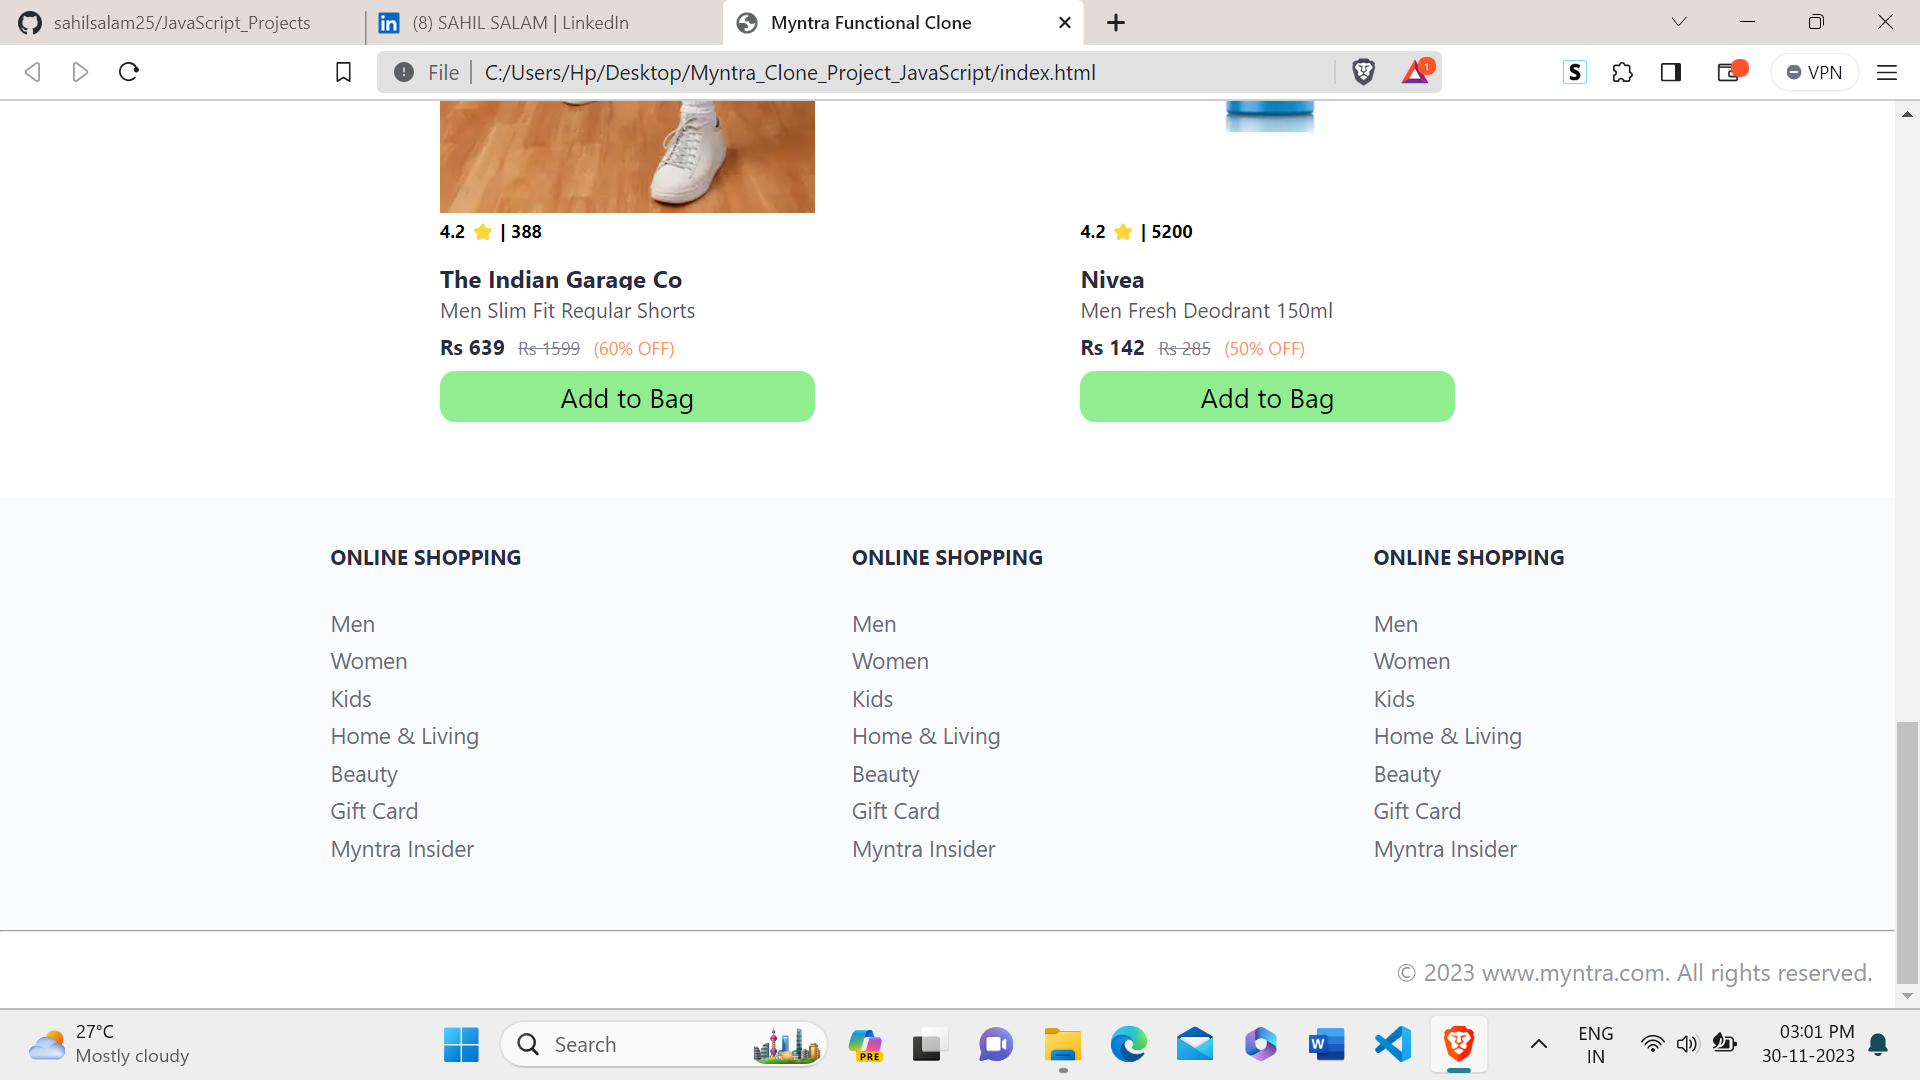 sahilsalam25/JavaScript_Projects
(8) SAHIL SALAM | LinkedIn
Myntra Functional Clone
File
C:/Users/Hp/Desktop/Myntra_Clone_Project_JavaScript/index.html
1
S
VPN
4.2 ⭐ | 388
The Indian Garage Co
Men Slim Fit Regular Shorts
Rs 639 Rs 1599 (60% OFF)
Add to Bag
4.2 ⭐ | 5200
Nivea
Men Fresh Deodrant 150ml
Rs 142 Rs 285 (50% OFF)
Add to Bag
ONLINE SHOPPING
Men
Women
Kids
Home & Living
Beauty
Gift Card
Myntra Insider
ONLINE SHOPPING
Men
Women
Kids
Home & Living
Beauty
Gift Card
Myntra Insider
ONLINE SHOPPING
Men
Women
Kids
Home & Living
Beauty
Gift Card
Myntra Insider
© 2023 www.myntra.com. All rights reserved.
27°C
Mostly cloudy
Search
PRE
W
ENG
IN
03:01 PM
30-11-2023